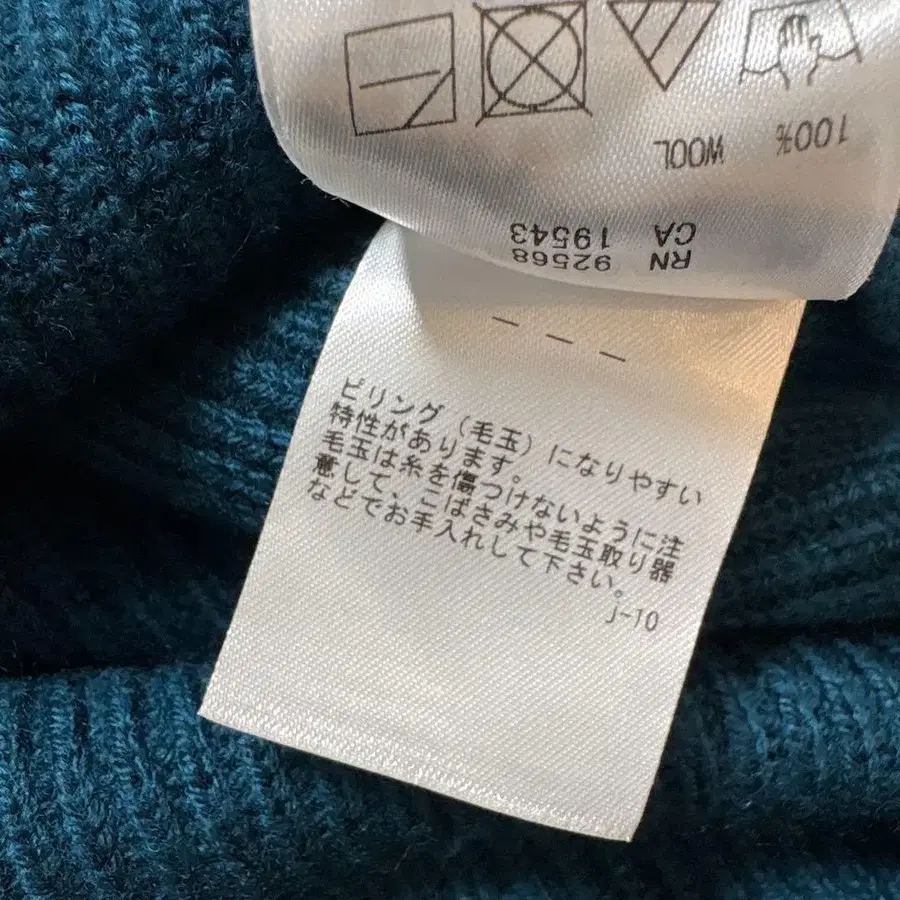 100% WOOL
RN 92568
CA 19543
ピリング（毛玉）になりやすい
特性があります。
毛玉は糸を傷つけないように注
意して、こばさみや毛玉取り器
などでお手入れして下さい。
J-10